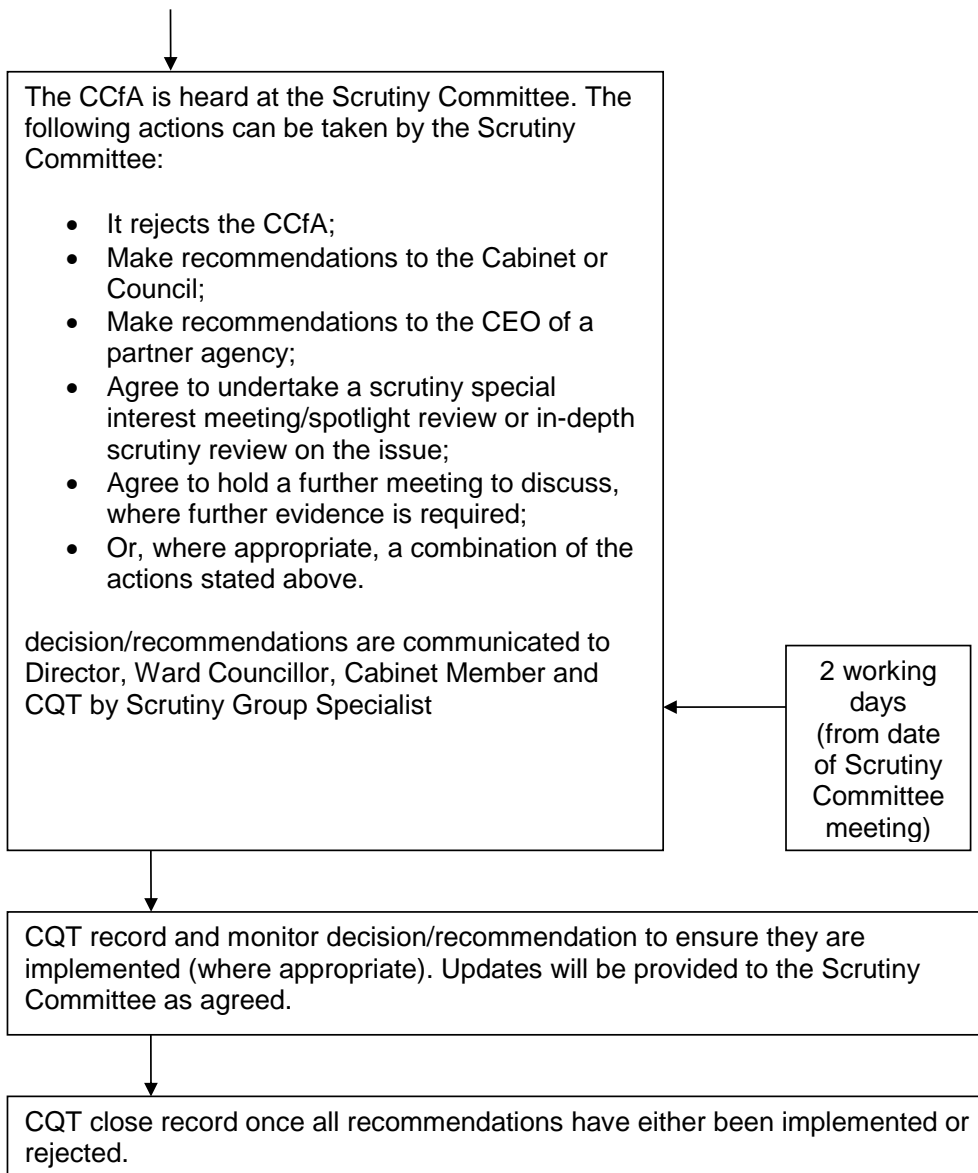 The CCfA is heard at the Scrutiny Committee. The
following actions can be taken by the Scrutiny
Committee:
• It rejects the CCfA;
• Make recommendations to the Cabinet or
Council;
• Make recommendations to the CEO of a
partner agency;
• Agree to undertake a scrutiny special
interest meeting/spotlight review or in-depth
scrutiny review on the issue;
• Agree to hold a further meeting to discuss,
where further evidence is required;
• Or, where appropriate, a combination of the
actions stated above.
decision/recommendations are communicated to
Director, Ward Councillor, Cabinet Member and
CQT by Scrutiny Group Specialist
2 working
days
(from date
of Scrutiny
Committee
meeting)
CQT record and monitor decision/recommendation to ensure they are
implemented (where appropriate). Updates will be provided to the Scrutiny
Committee as agreed.
CQT close record once all recommendations have either been implemented or
rejected.